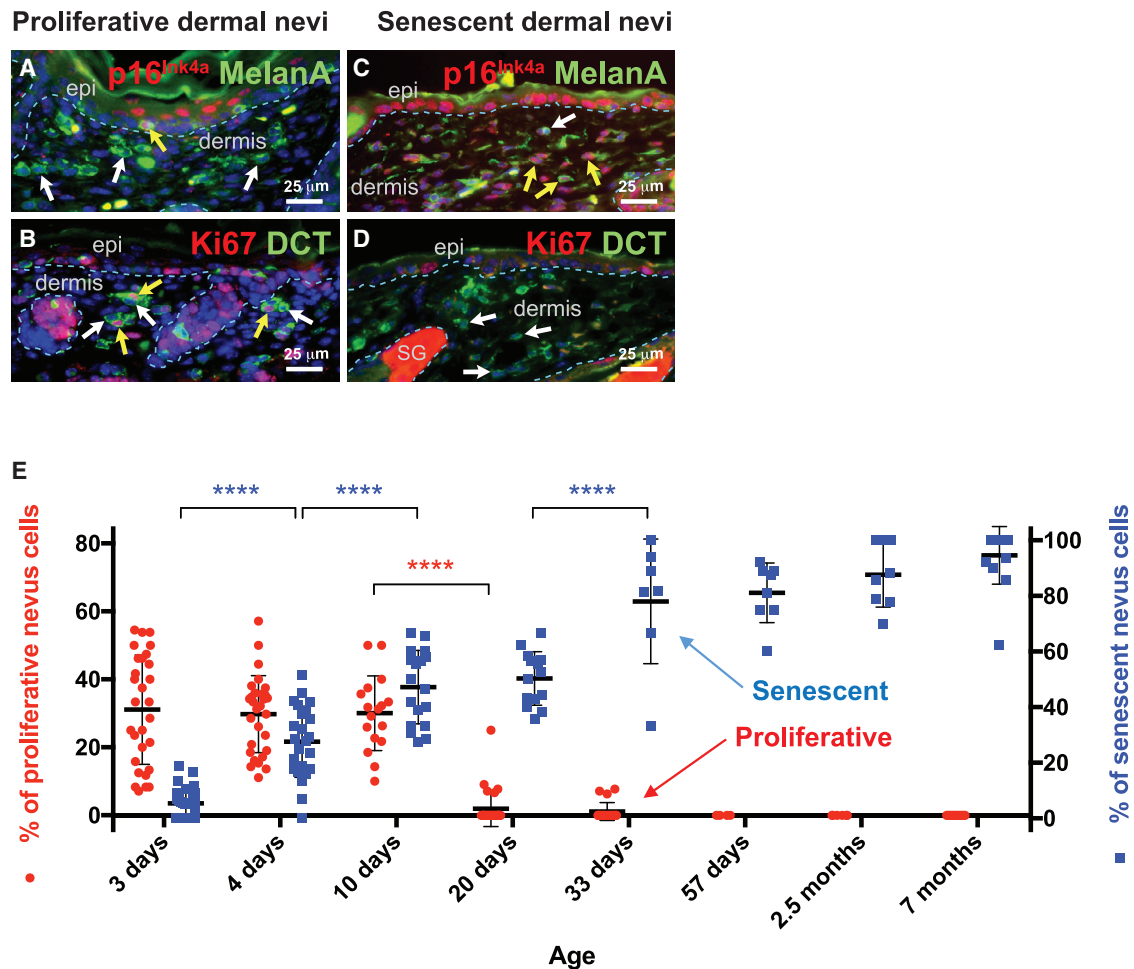 Proliferative dermal nevi
Senescent dermal nevi
A
p16Ink4a MelanA
epi
dermis
25 μm
C
p16Ink4a MelanA
epi
dermis
25 μm
B
Ki67 DCT
epi
dermis
25 μm
D
Ki67 DCT
epi
dermis
SG
25 μm
E
****
****
****
****
% of proliferative nevus cells
80
60
40
20
0
100
80
60
40
20
0
% of senescent nevus cells
Senescent
Proliferative
3 days
4 days
10 days
20 days
33 days
57 days
2.5 months
7 months
Age